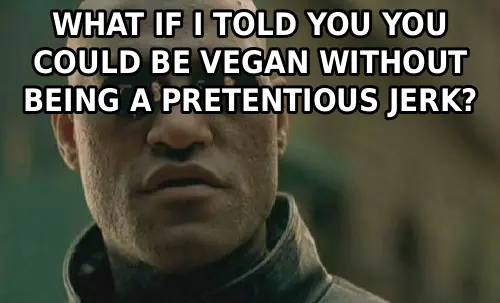 WHAT IF I TOLD YOU YOU
COULD BE VEGAN WITHOUT
BEING A PRETENTIOUS JERK?